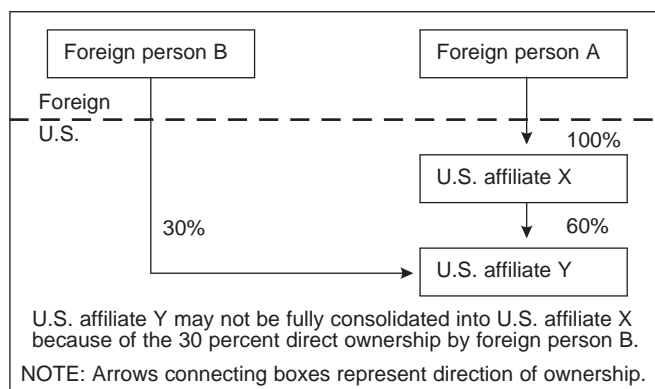 Foreign person B
Foreign person A
Foreign
U.S.
100%
U.S. affiliate X
30%
60%
U.S. affiliate Y
U.S. affiliate Y may not be fully consolidated into U.S. affiliate X
because of the 30 percent direct ownership by foreign person B.
NOTE: Arrows connecting boxes represent direction of ownership.